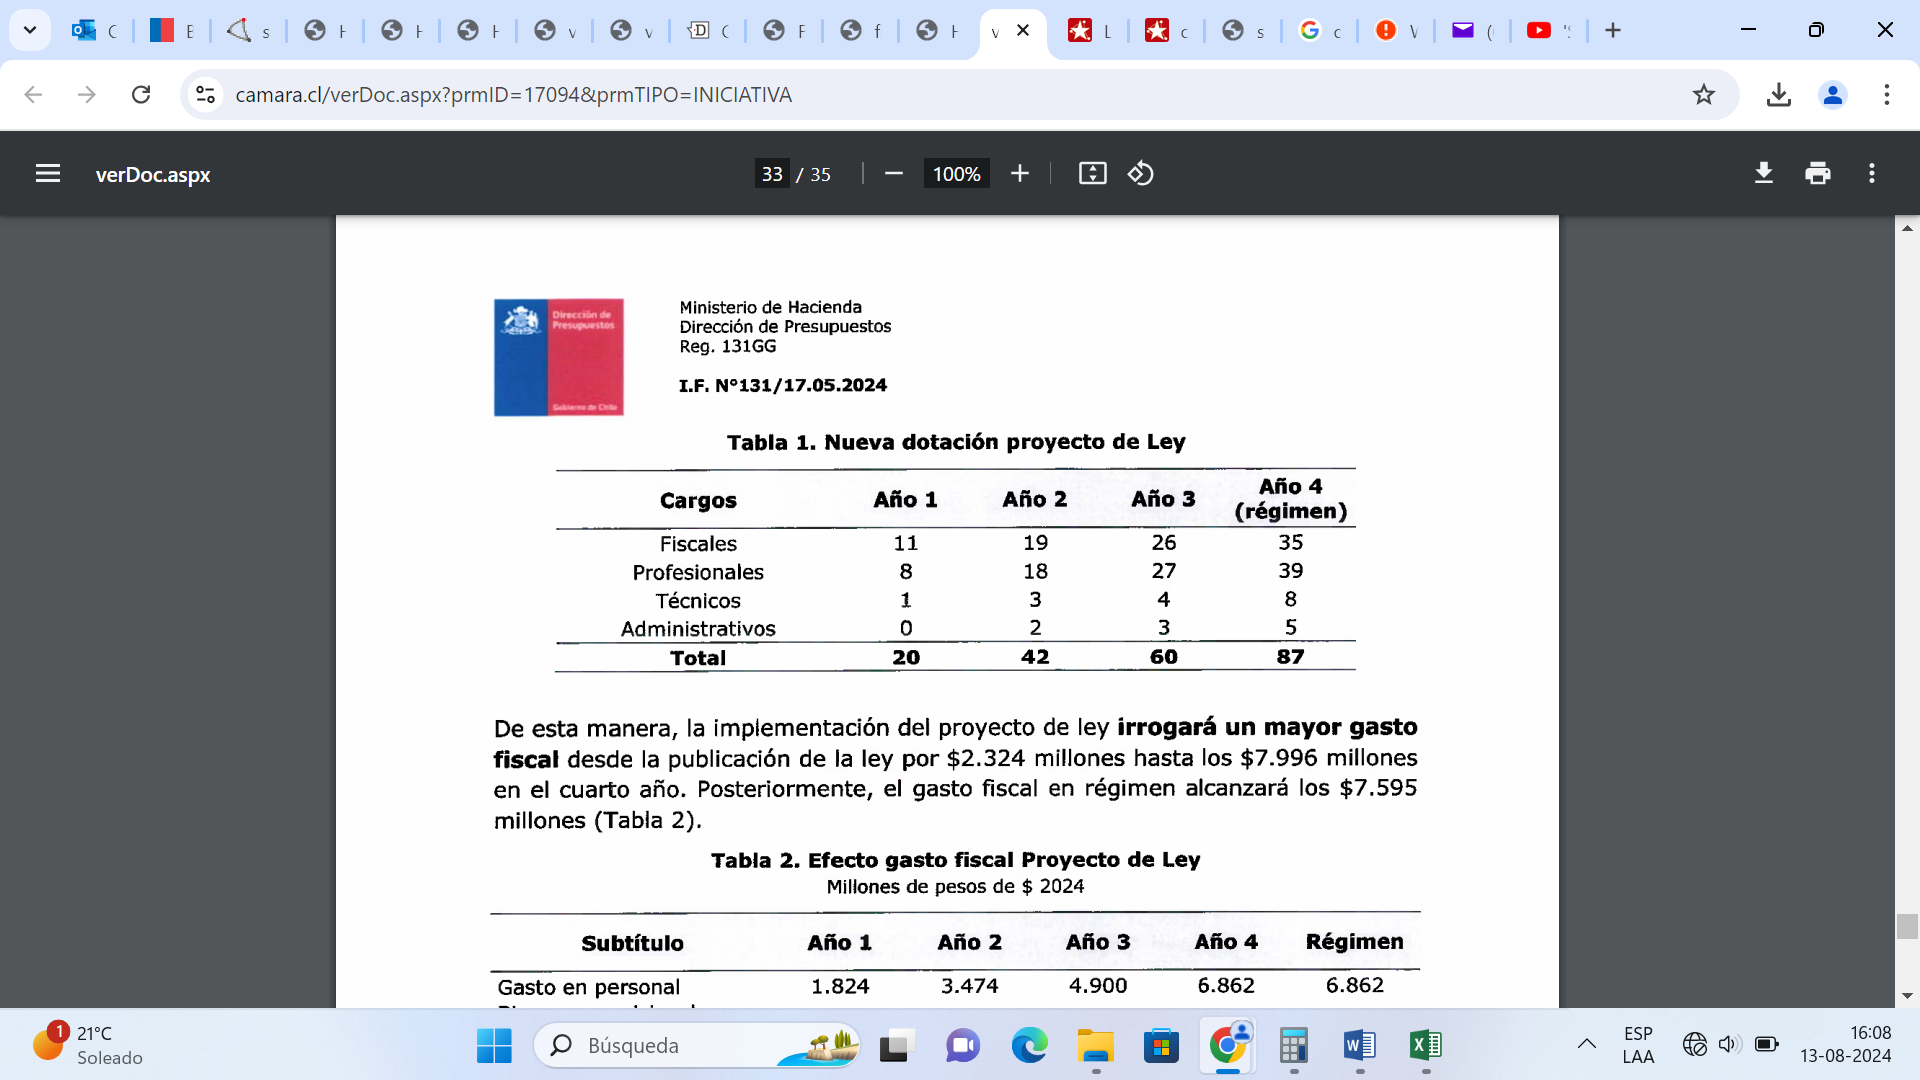 camara.cl/verDoc.aspx?prmID=17094&prmTIPO=INICIATIVA
verDoc.aspx
33 / 35
100%
Dirección de
Presupuestos
Gobierno de Chile
Ministerio de Hacienda
Dirección de Presupuestos
Reg. 131GG
I.F. N°131/17.05.2024
Tabla 1. Nueva dotación proyecto de Ley
Cargos Año 1 Año 2 Año 3 Año 4 (régimen)
Fiscales 11 19 26 35
Profesionales 8 18 27 39
Técnicos 1 3 4 8
Administrativos 0 2 3 5
Total 20 42 60 87
De esta manera, la implementación del proyecto de ley irrogará un mayor gasto
fiscal desde la publicación de la ley por $2.324 millones hasta los $7.996 millones
en el cuarto año. Posteriormente, el gasto fiscal en régimen alcanzará los $7.595
millones (Tabla 2).
Tabla 2. Efecto gasto fiscal Proyecto de Ley
Millones de pesos de $ 2024
Subtítulo Año 1 Año 2 Año 3 Año 4 Régimen
Gasto en personal 1.824 3.474 4.900 6.862 6.862
1
21°C
Soleado
Búsqueda
ESP
LAA
16:08
13-08-2024